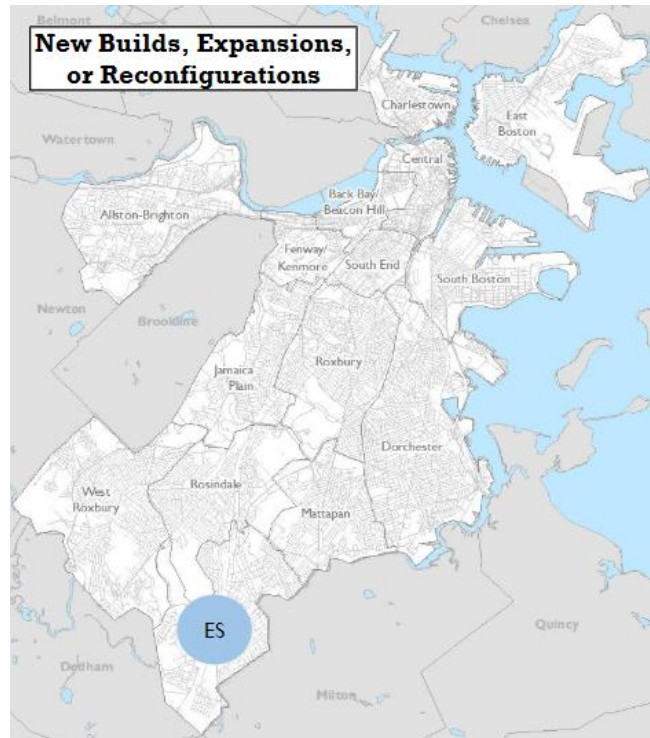 Belmont
Chelsea
New Builds, Expansions,
or Reconfigurations
Charlestown
East
Boston
Watertown
Central
Back Bay/
Beacon Hill
Allston-Brighton
Fenway/
Kenmore
South End
South Boston
Newton
Brookline
Jamaica
Plain
Roxbury
Dorchester
West
Roxbury
Rosindale
Mattapan
ES
Quincy
Dedham
Milton